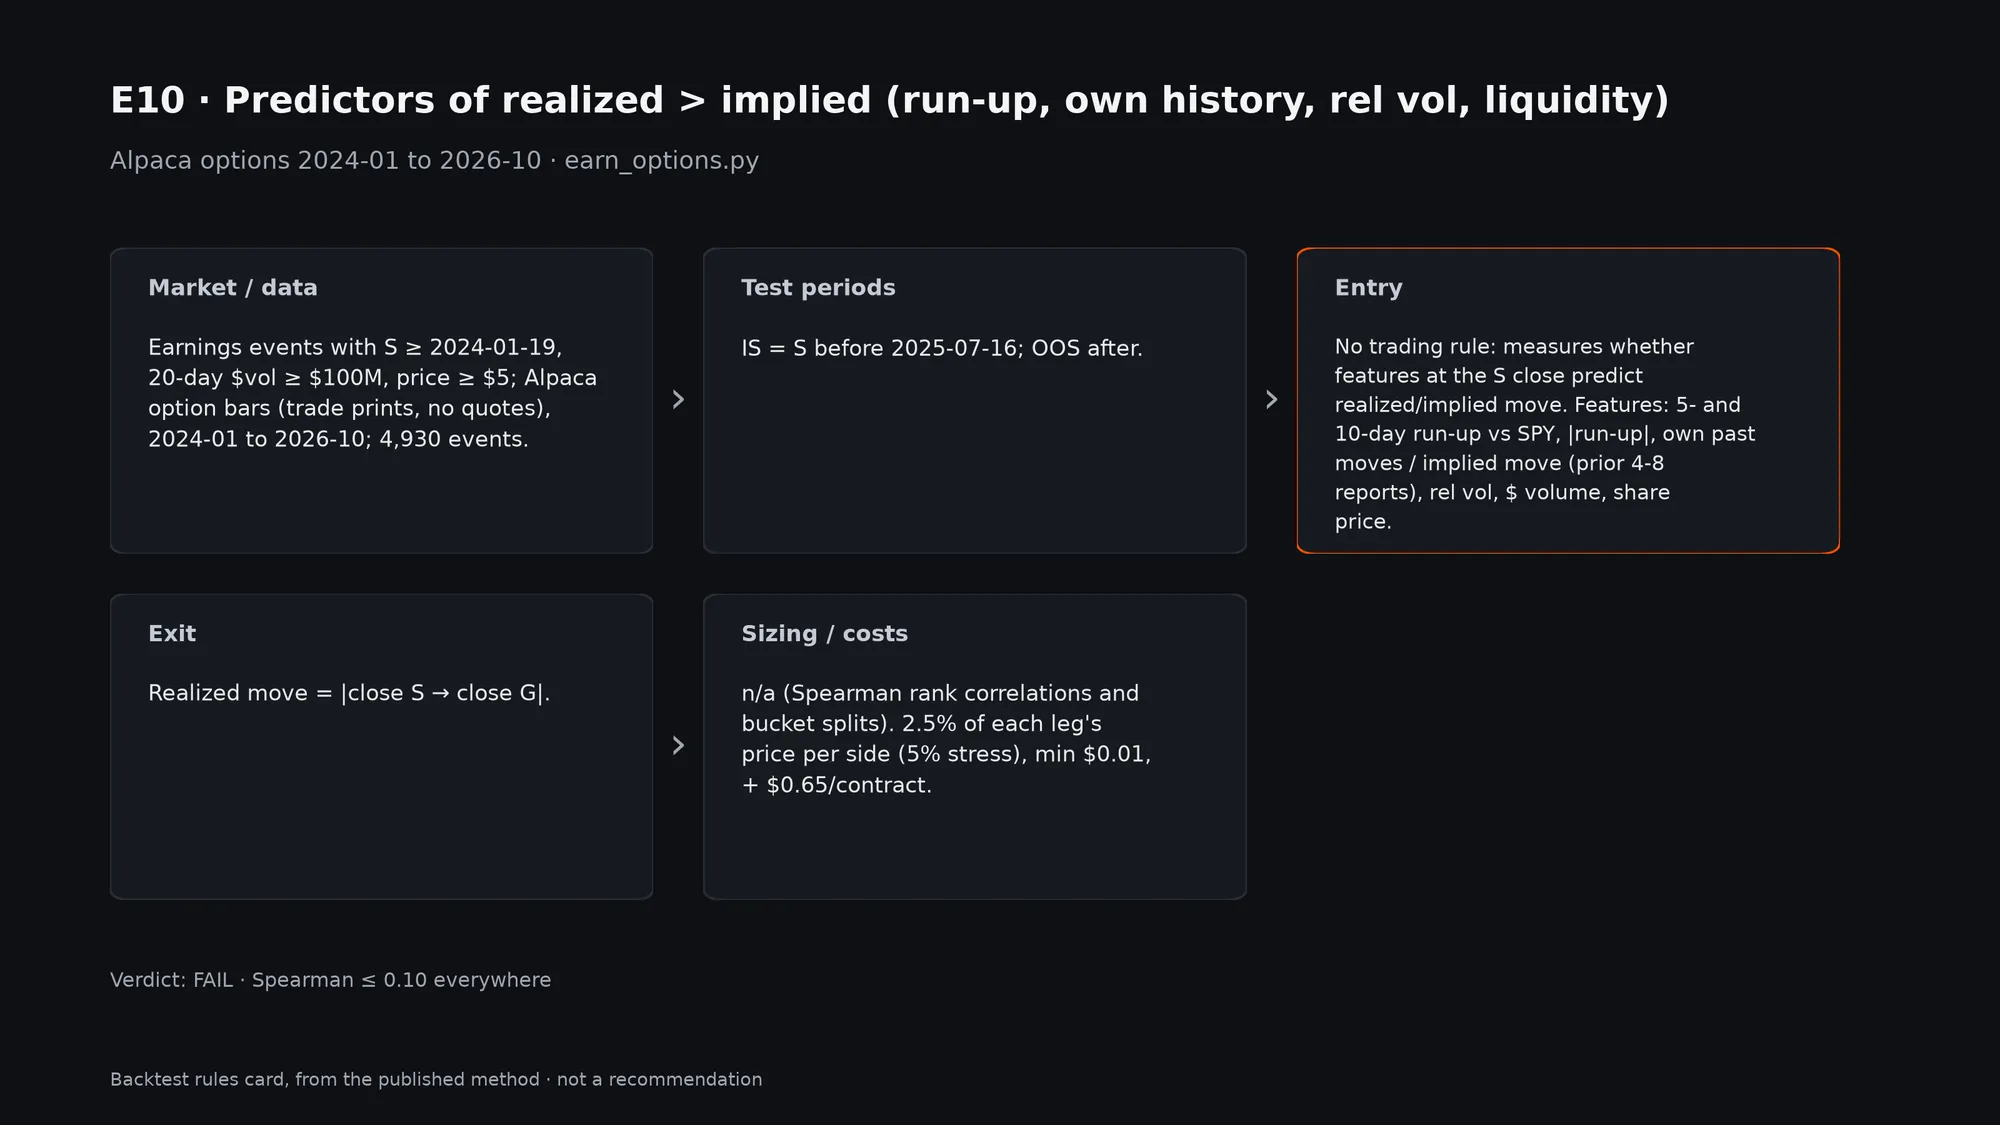 E10 · Predictors of realized > implied (run-up, own history, rel vol, liquidity)
Alpaca options 2024-01 to 2026-10 · earn_options.py
Market / data
Earnings events with S ≥ 2024-01-19,
20-day $vol ≥ $100M, price ≥ $5; Alpaca
option bars (trade prints, no quotes),
2024-01 to 2026-10; 4,930 events.
›
Test periods
IS = S before 2025-07-16; OOS after.
›
Entry
No trading rule: measures whether
features at the S close predict
realized/implied move. Features: 5- and
10-day run-up vs SPY, |run-up|, own past
moves / implied move (prior 4-8
reports), rel vol, $ volume, share
price.
Exit
Realized move = |close S → close G|.
›
Sizing / costs
n/a (Spearman rank correlations and
bucket splits). 2.5% of each leg's
price per side (5% stress), min $0.01,
+ $0.65/contract.
Verdict: FAIL · Spearman ≤ 0.10 everywhere
Backtest rules card, from the published method · not a recommendation